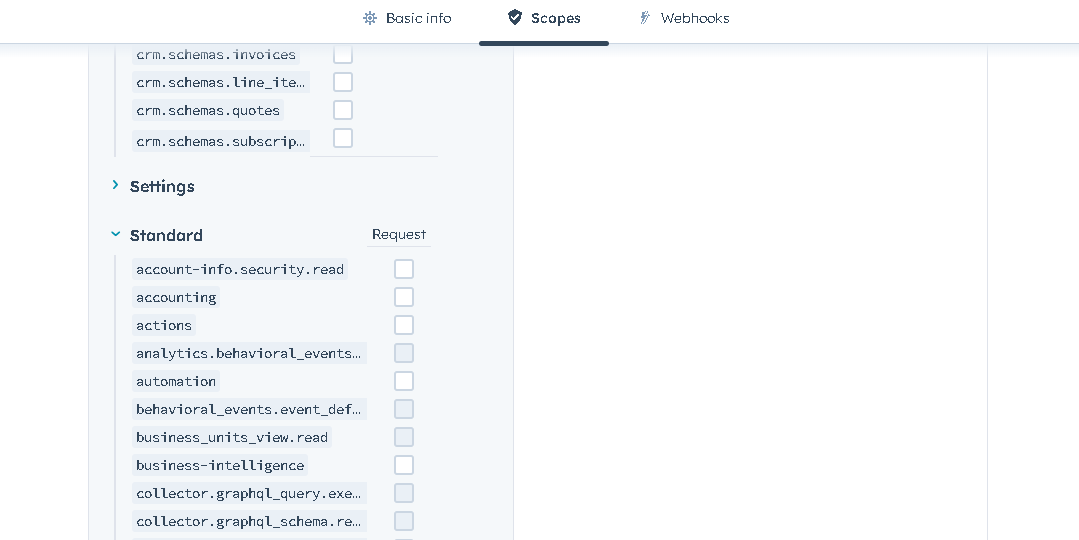 Basic info
Scopes
Webhooks
crm.schemas.invoices
crm.schemas.line_ite…
crm.schemas.quotes
crm.schemas.subscrip…
Settings
Standard Request
account-info.security.read
accounting
actions
analytics.behavioral_events…
automation
behavioral_events.event_def…
business_units_view.read
business-intelligence
collector.graphql_query.exe…
collector.graphql_schema.re…